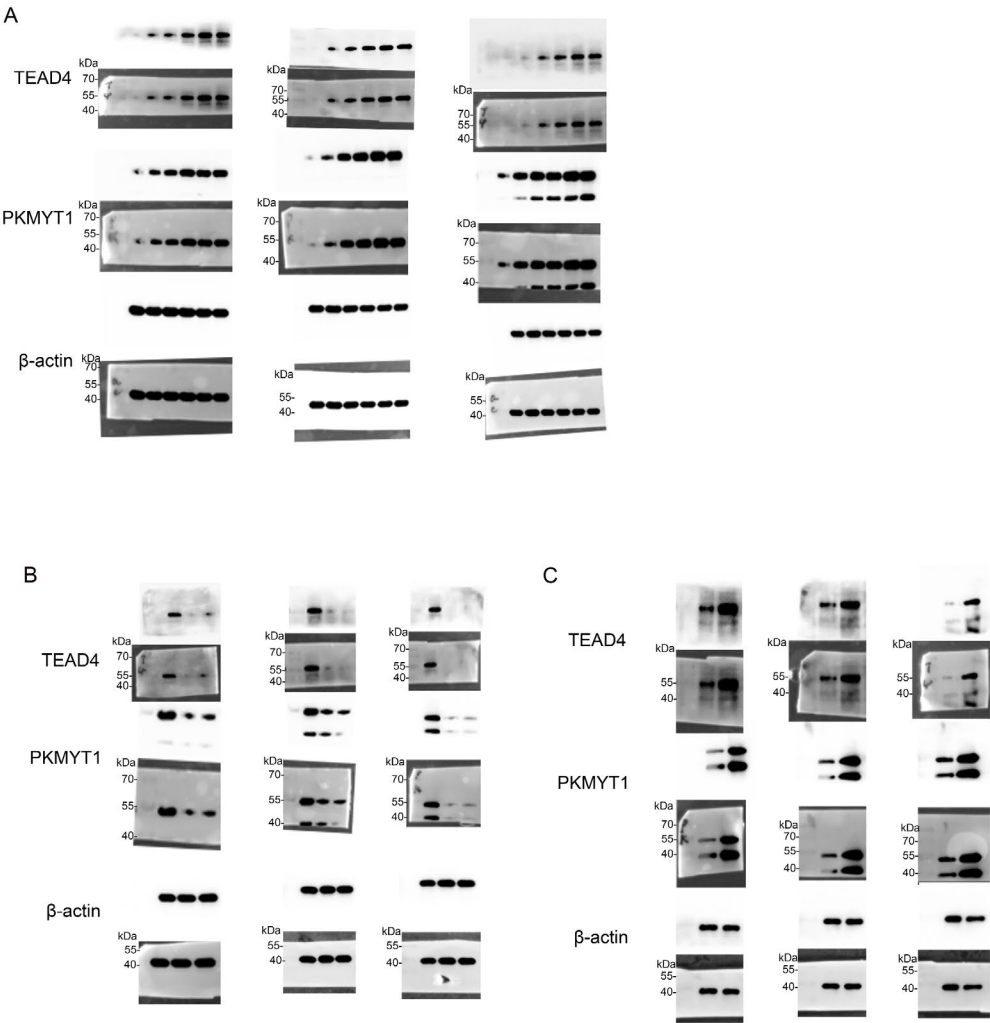 A
TEAD4
kDa
70-
55-
40-
kDa
70-
55-
40-
kDa
70-
55-
40-
PKMYT1
kDa
70-
55-
40-
kDa
70-
55-
40-
kDa
70-
55-
40-
β-actin
kDa
70-
55-
40-
kDa
55-
40-
kDa
55-
40-
B
TEAD4
kDa
70-
55-
40-
kDa
70-
55-
40-
kDa
70-
55-
40-
PKMYT1
kDa
70-
55-
40-
kDa
70-
55-
40-
kDa
70-
55-
40-
β-actin
kDa
55-
40-
kDa
55-
40-
kDa
55-
40-
C
TEAD4
kDa
70-
55-
40-
kDa
55-
40-
kDa
55-
40-
PKMYT1
kDa
70-
55-
40-
kDa
70-
55-
40-
kDa
70-
55-
40-
β-actin
kDa
55-
40-
kDa
55-
40-
kDa
55-
40-